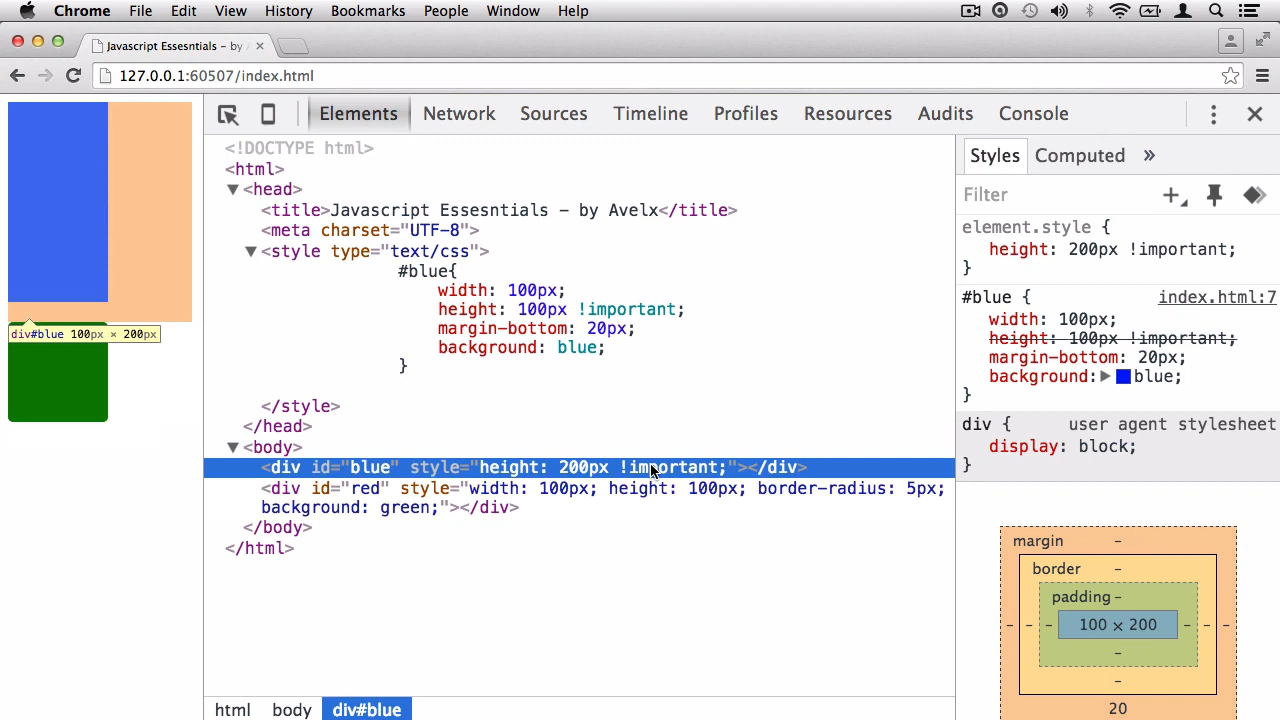 Chrome File Edit View History Bookmarks People Window Help
Javascript Essesntials – by
127.0.0.1:60507/index.html
Elements Network Sources Timeline Profiles Resources Audits Console
<!DOCTYPE html>
<html>
<head>
<title>Javascript Essesntials – by Avelx</title>
<meta charset="UTF-8">
<style type="text/css">
#blue{
width: 100px;
height: 100px !important;
margin-bottom: 20px;
background: blue;
}
</style>
</head>
<body>
<div id="blue" style="height: 200px !important;"></div>
<div id="red" style="width: 100px; height: 100px; border-radius: 5px;
background: green;"></div>
</body>
</html>
div#blue 100px × 200px
html body div#blue
Styles Computed »
Filter
element.style {
height: 200px !important;
}
#blue { index.html:7
width: 100px;
height: 100px !important;
margin-bottom: 20px;
background: blue;
}
div { user agent stylesheet
display: block;
}
margin –
border –
padding –
– – – 100 × 200 – – –
–
–
20